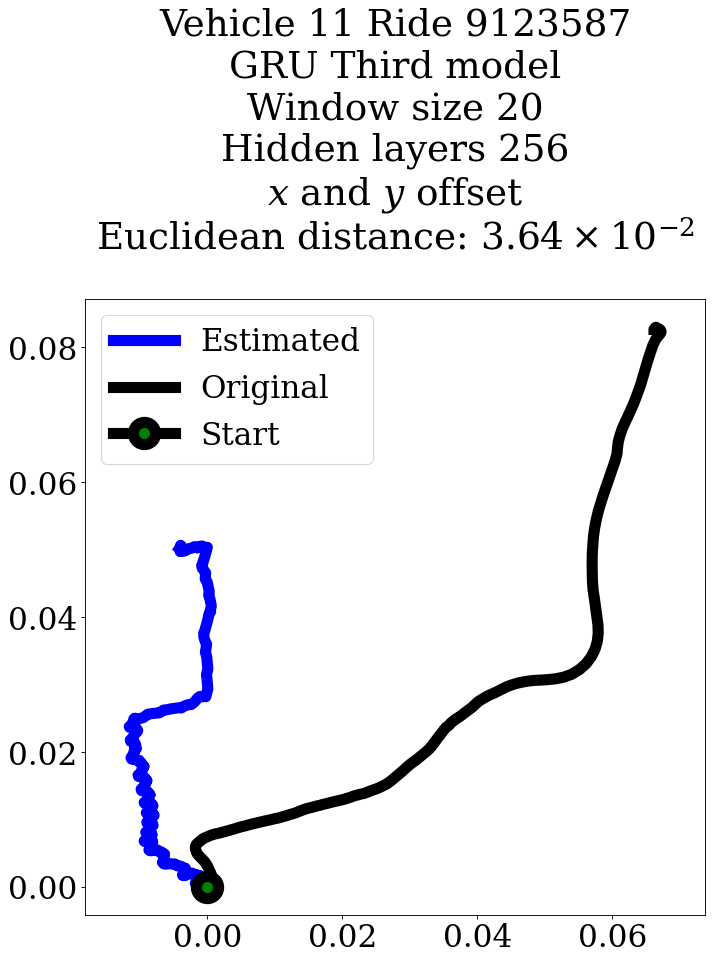 Vehicle 11 Ride 9123587
GRU Third model
Window size 20
Hidden layers 256
x and y offset
Euclidean distance: 3.64 × 10⁻²
Estimated
Original
Start
0.08
0.06
0.04
0.02
0.00
0.00 0.02 0.04 0.06